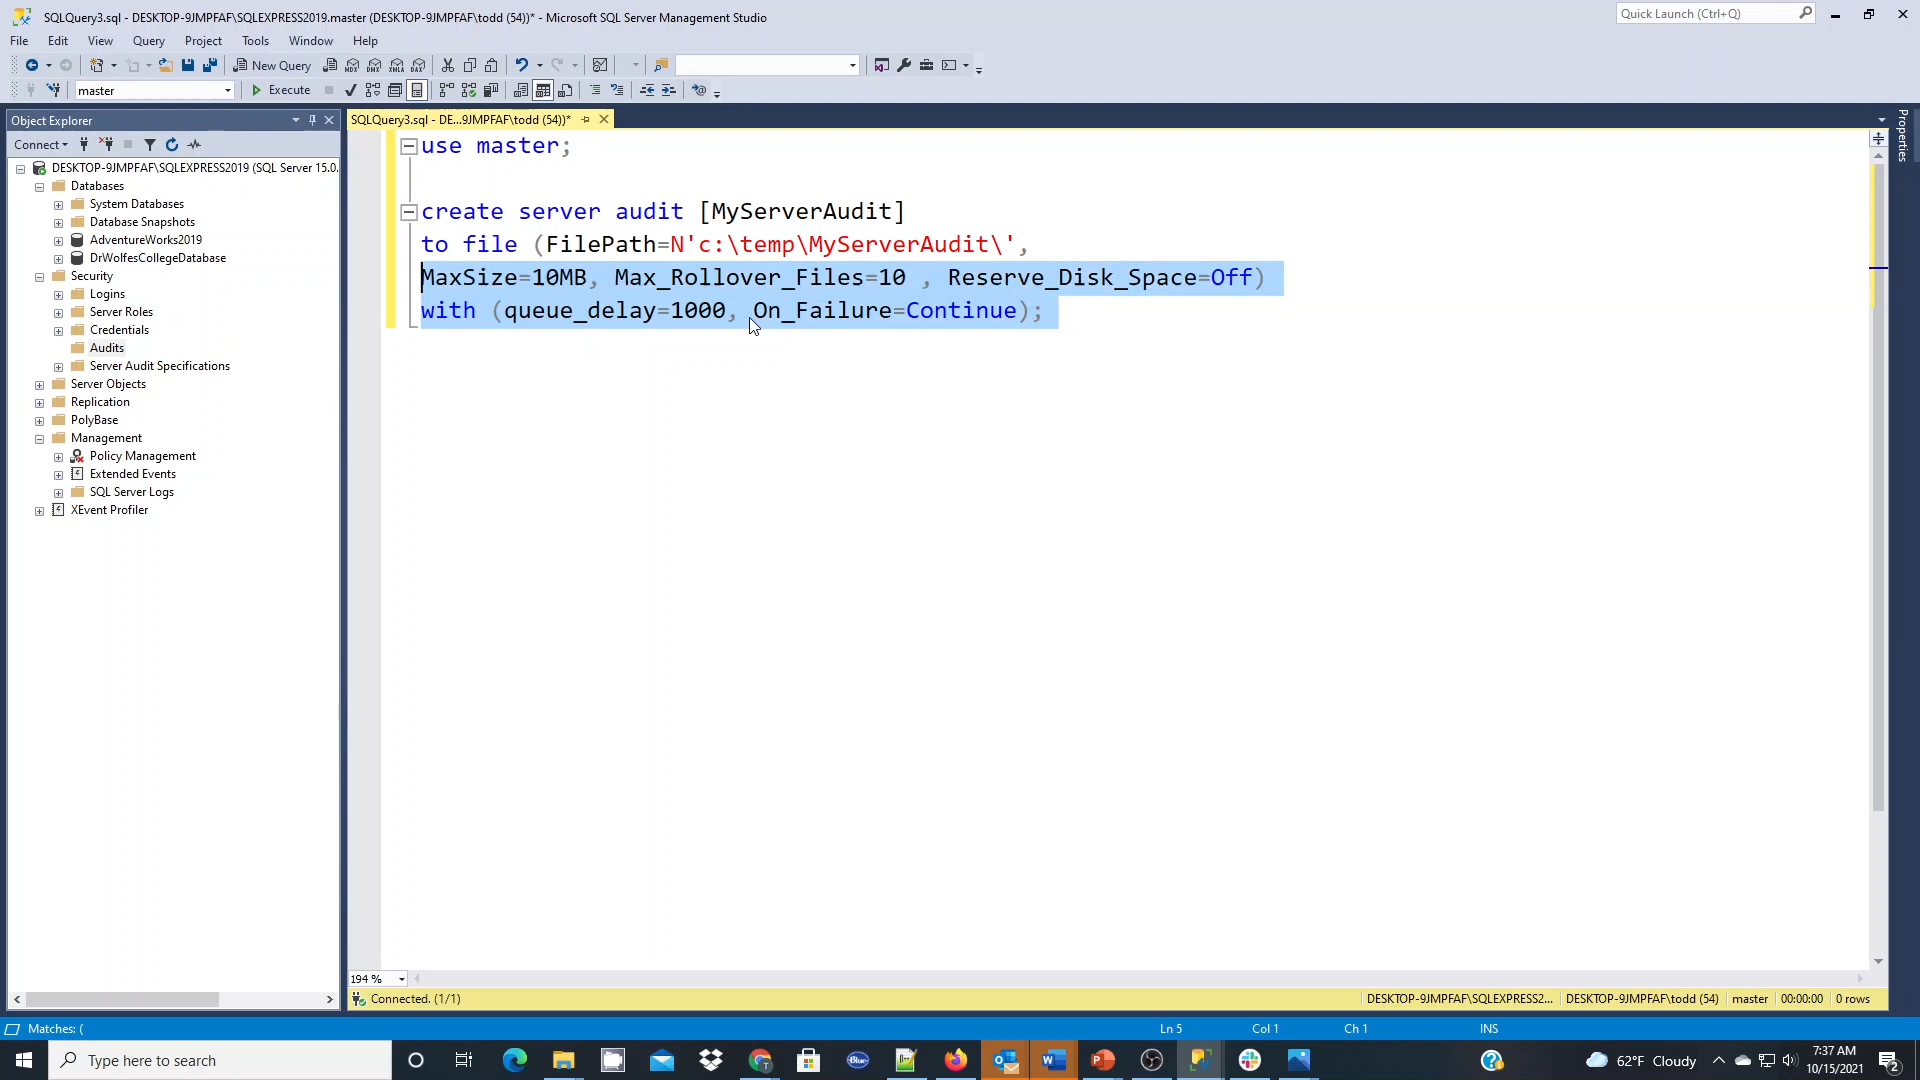 SQLQuery3.sql - DESKTOP-9JMPFAF\SQLEXPRESS2019.master (DESKTOP-9JMPFAF\todd (54))* - Microsoft SQL Server Management Studio
Quick Launch (Ctrl+Q)
File Edit View Query Project Tools Window Help
New Query
MDX DMX XMLA DAX
master
Execute
Object Explorer
SQLQuery3.sql - DE...9JMPFAF\todd (54))*
Properties
Connect
DESKTOP-9JMPFAF\SQLEXPRESS2019 (SQL Server 15.0.
Databases
System Databases
Database Snapshots
AdventureWorks2019
DrWolfesCollegeDatabase
Security
Logins
Server Roles
Credentials
Audits
Server Audit Specifications
Server Objects
Replication
PolyBase
Management
Policy Management
Extended Events
SQL Server Logs
XEvent Profiler
use master;
create server audit [MyServerAudit]
to file (FilePath=N'c:\temp\MyServerAudit\',
MaxSize=10MB, Max_Rollover_Files=10 , Reserve_Disk_Space=Off)
with (queue_delay=1000, On_Failure=Continue);
194 %
Connected. (1/1)
DESKTOP-9JMPFAF\SQLEXPRESS2... DESKTOP-9JMPFAF\todd (54) master 00:00:00 0 rows
Matches: (
Ln 5 Col 1 Ch 1 INS
Type here to search
Blue
62°F Cloudy
7:37 AM
10/15/2021
2